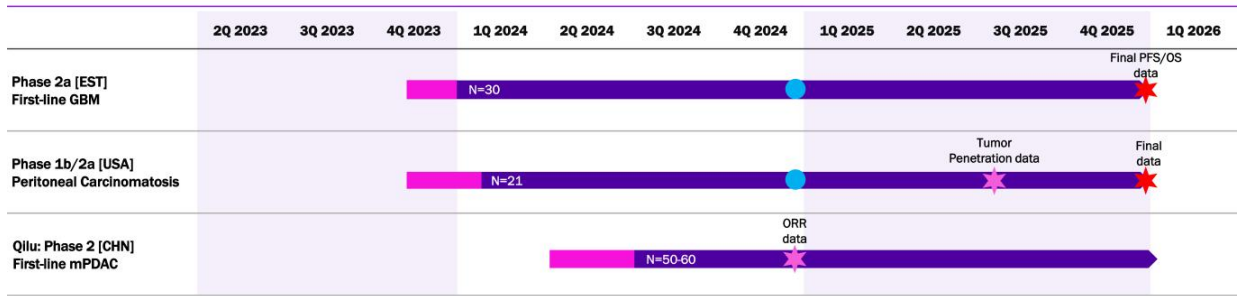 2Q 2023 3Q 2023 4Q 2023 1Q 2024 2Q 2024 3Q 2024 4Q 2024 1Q 2025 2Q 2025 3Q 2025 4Q 2025 1Q 2026
Final PFS/OS
data
Phase 2a [EST]
First-line GBM
N=30
Tumor
Penetration data
Final
data
Phase 1b/2a [USA]
Peritoneal Carcinomatosis
N=21
ORR
data
Qilu: Phase 2 [CHN]
First-line mPDAC
N=50-60